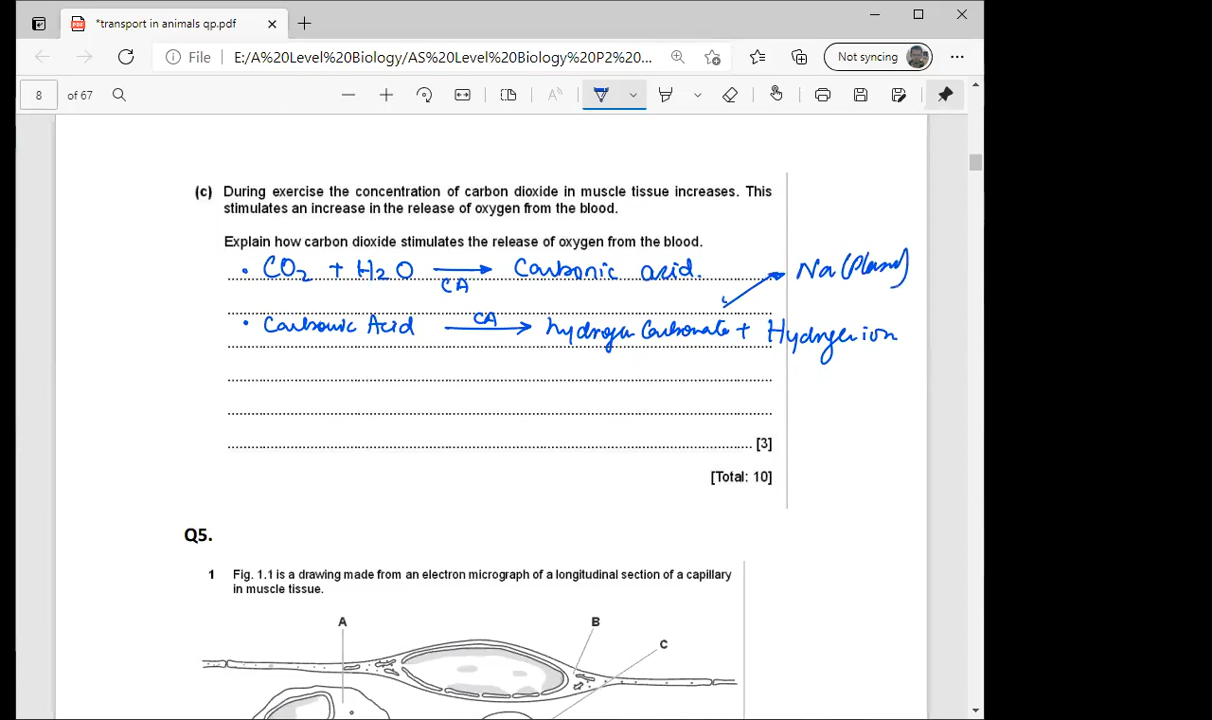 *transport in animals qp.pdf
File E:/A%20Level%20Biology/AS%20Level%20Biology%20P2%20... Not syncing
8 of 67
(c) During exercise the concentration of carbon dioxide in muscle tissue increases. This
stimulates an increase in the release of oxygen from the blood.
Explain how carbon dioxide stimulates the release of oxygen from the blood.
• CO2 + H2O → Carbonic acid. Na
CA
• Carbonic Acid CA → hydrogen Carbonate + Hydrogen ion
[3]
[Total: 10]
Q5.
1 Fig. 1.1 is a drawing made from an electron micrograph of a longitudinal section of a capillary
in muscle tissue.
A B
C